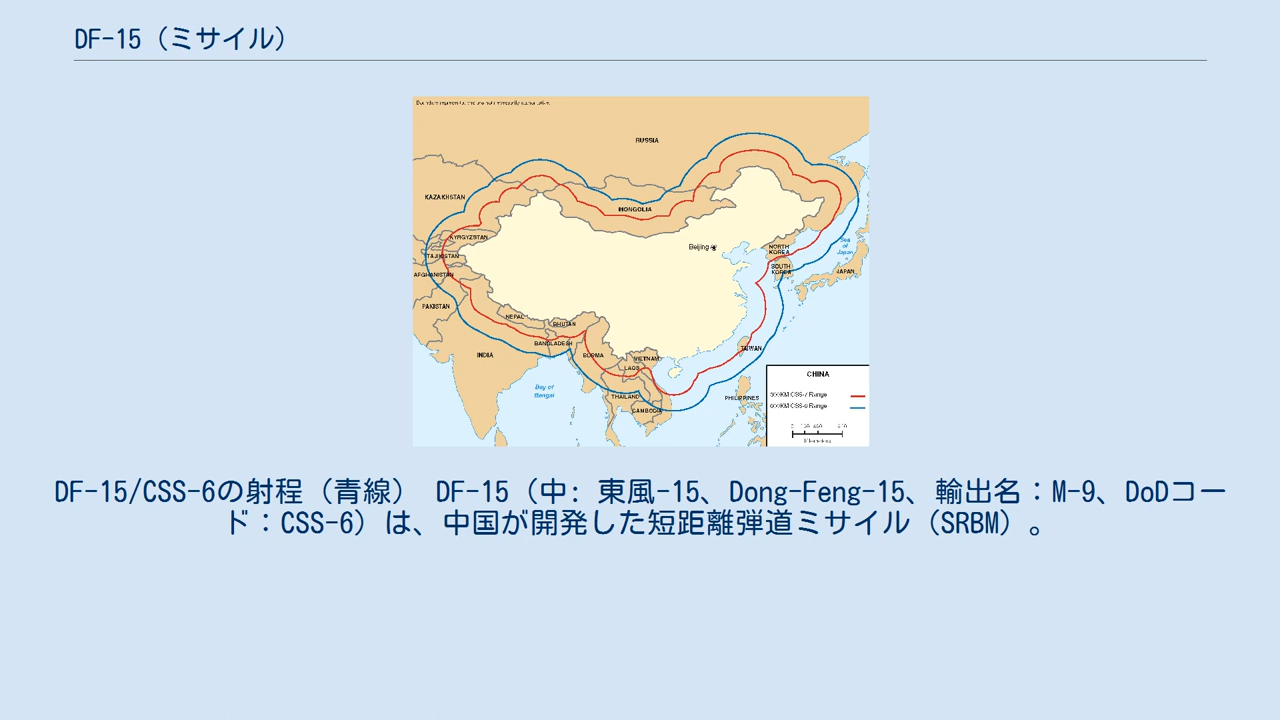 DF-15（ミサイル）
RUSSIA
KAZAKHSTAN
MONGOLIA
KYRGYZSTAN
Beijing
NORTH
KOREA
Sea
of
Japan
TAJIKISTAN
SOUTH
KOREA
JAPAN
AFGHANISTAN
PAKISTAN
NEPAL
BHUTAN
BANGLADESH
TAIWAN
INDIA
BURMA
VIETNAM
LAOS
CHINA
Bay of
Bengal
THAILAND
PHILIPPINES
CAMBODIA
DF-15/CSS-6の射程（青線） DF-15（中: 東風-15、Dong-Feng-15、輸出名：M-9、DoDコー
ド：CSS-6）は、中国が開発した短距離弾道ミサイル（SRBM）。